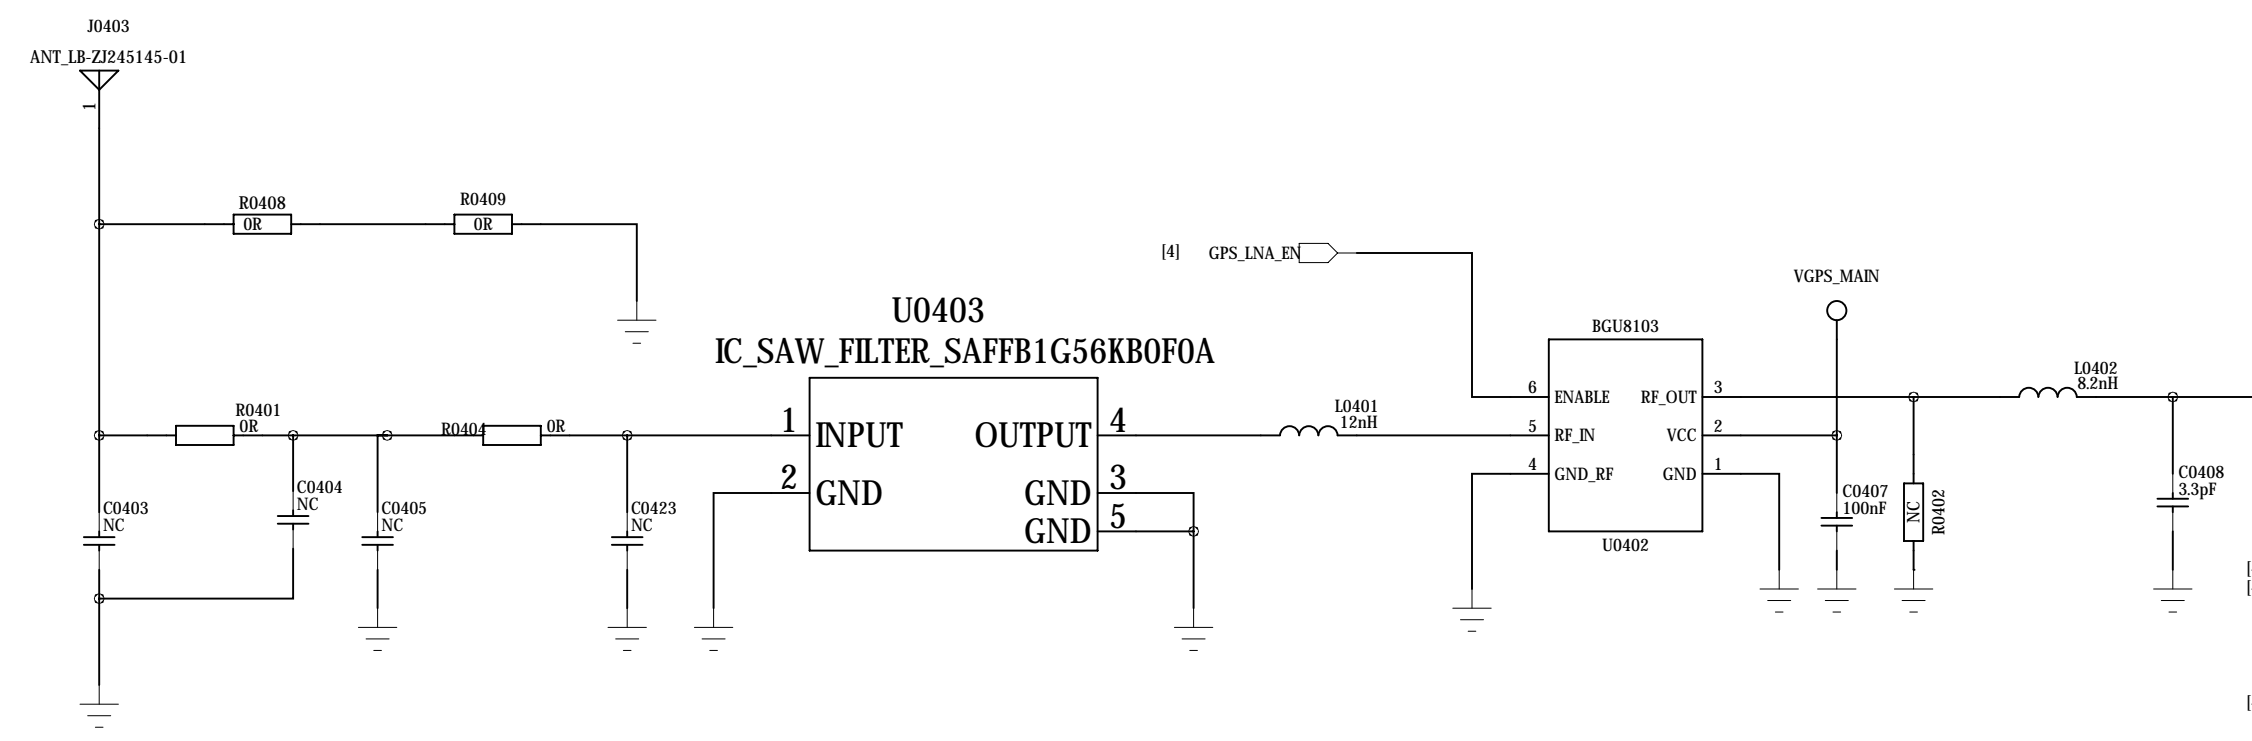 J0403
ANT_LB-ZJ245145-01
1
R0408
0R
R0409
0R
[4] GPS_LNA_EN
VGPS_MAIN
U0403
IC_SAW_FILTER_SAFFB1G56KB0F0A
BGU8103
R0401
0R
R0404
0R
1 INPUT
OUTPUT 4
2 GND
GND 3
GND 5
L0401
12nH
6 ENABLE
RF_OUT 3
5 RF_IN
VCC 2
4 GND_RF
GND 1
U0402
L0402
8.2nH
C0403
NC
C0404
NC
C0405
NC
C0423
NC
C0407
100nF
NC
R0402
C0408
3.3pF